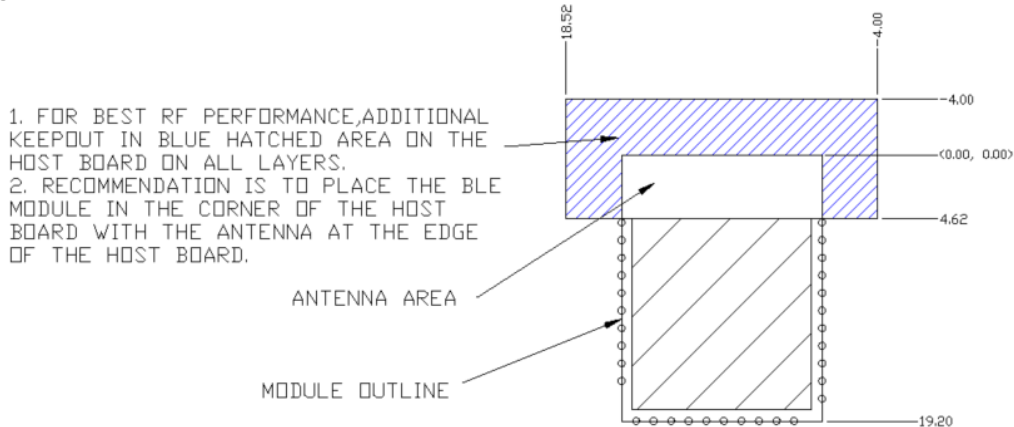 18.52
-4.00
1. FOR BEST RF PERFORMANCE,ADDITIONAL
KEEPOUT IN BLUE HATCHED AREA ON THE
HOST BOARD ON ALL LAYERS.
2. RECOMMENDATION IS TO PLACE THE BLE
MODULE IN THE CORNER OF THE HOST
BOARD WITH THE ANTENNA AT THE EDGE
OF THE HOST BOARD.
-4.00
(0.00, 0.00)
4.62
ANTENNA AREA
MODULE OUTLINE
19.20